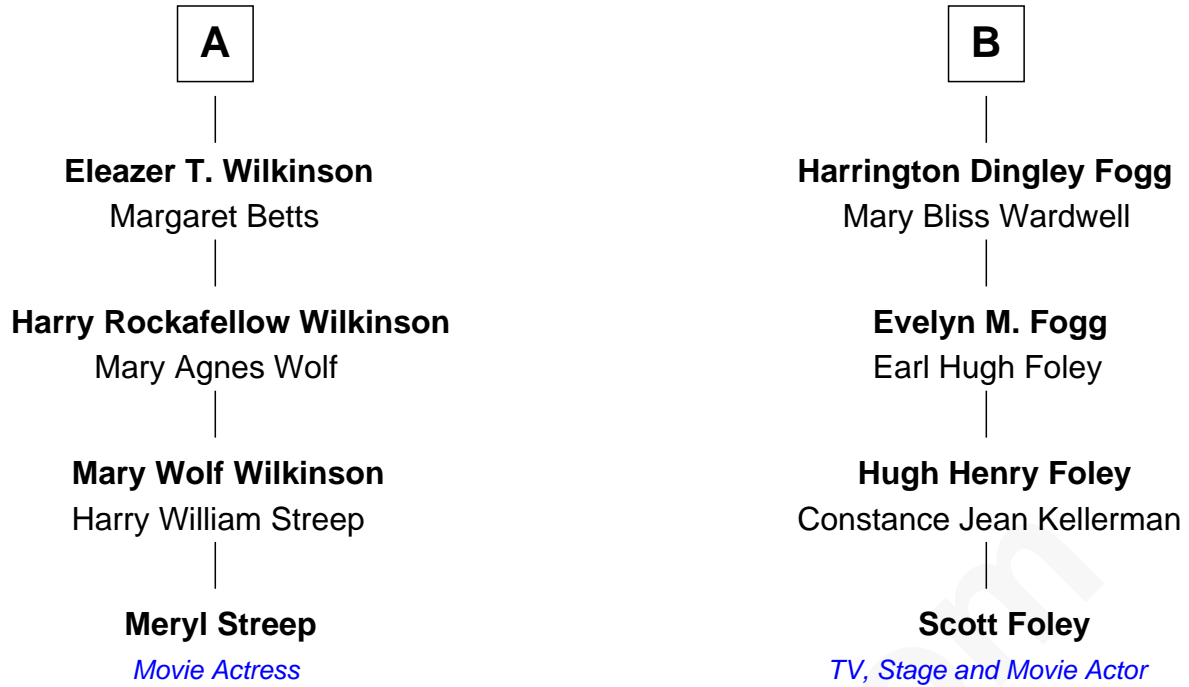 A
Eleazer T. Wilkinson
Margaret Betts
Harry Rockafellow Wilkinson
Mary Agnes Wolf
Mary Wolf Wilkinson
Harry William Streep
Meryl Streep
Movie Actress
B
Harrington Dingley Fogg
Mary Bliss Wardwell
Evelyn M. Fogg
Earl Hugh Foley
Hugh Henry Foley
Constance Jean Kellerman
Scott Foley
TV, Stage and Movie Actor